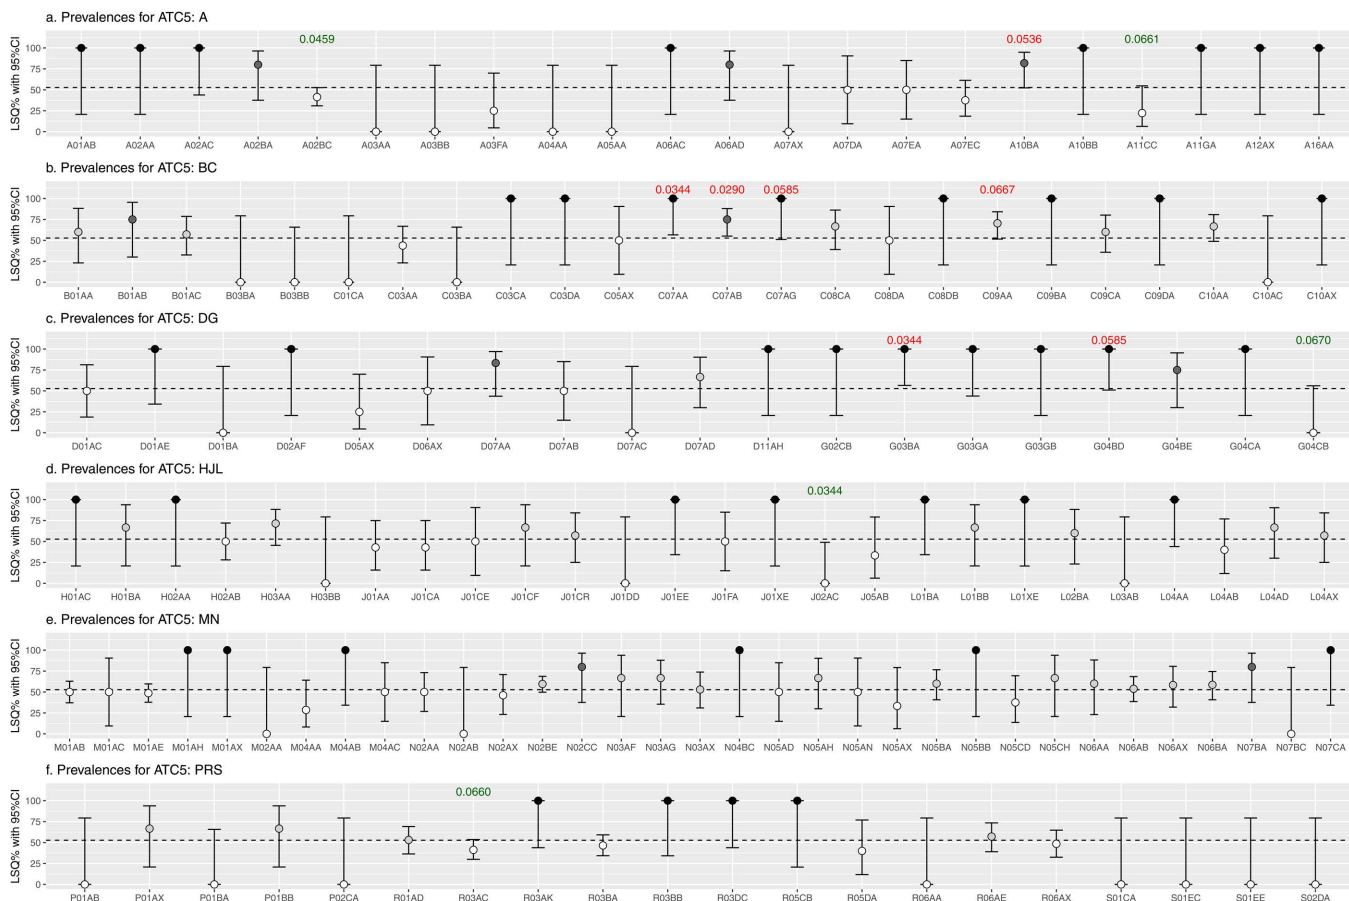 a. Prevalences for ATC5: A
LSQ% with 95%CI
100
75
50
25
0
0.0459 0.0536 0.0661
A01AB A02AA A02AC A02BA A02BC A03AA A03BB A03FA A04AA A05AA A06AC A06AD A07AX A07DA A07EA A07EC A10BA A10BB A11CC A11GA A12AX A16AA
b. Prevalences for ATC5: BC
LSQ% with 95%CI
100
75
50
25
0
0.0344 0.0290 0.0585 0.0667
B01AA B01AB B01AC B03BA B03BB C01CA C03AA C03BA C03CA C03DA C05AX C07AA C07AB C07AG C08CA C08DA C08DB C09AA C09BA C09CA C09DA C10AA C10AC C10AX
c. Prevalences for ATC5: DG
LSQ% with 95%CI
100
75
50
25
0
0.0344 0.0585 0.0670
D01AC D01AE D01BA D02AF D05AX D06AX D07AA D07AB D07AC D07AD D11AH G02CB G03BA G03GA G03GB G04BD G04BE G04CA G04CB
d. Prevalences for ATC5: HJL
LSQ% with 95%CI
100
75
50
25
0
0.0344
H01AC H01BA H02AA H02AB H03AA H03BB J01AA J01CA J01CE J01CF J01CR J01DD J01EE J01FA J01XE J02AC J05AB L01BA L01BB L01XE L02BA L03AB L04AA L04AB L04AD L04AX
e. Prevalences for ATC5: MN
LSQ% with 95%CI
100
75
50
25
0
M01AB M01AC M01AE M01AH M01AX M02AA M04AA M04AB M04AC N02AA N02AB N02AX N02BE N02CC N03AF N03AG N03AX N04BC N05AD N05AH N05AN N05AX N05BA N05BB N05CD N05CH N06AA N06AB N06AX N06BA N07BA N07BC N07CA
f. Prevalences for ATC5: PRS
LSQ% with 95%CI
100
75
50
25
0
0.0660
P01AB P01AX P01BA P01BB P02CA R01AD R03AC R03AK R03BA R03BB R03DC R05CB R05DA R06AA R06AE R06AX S01CA S01EC S01EE S02DA